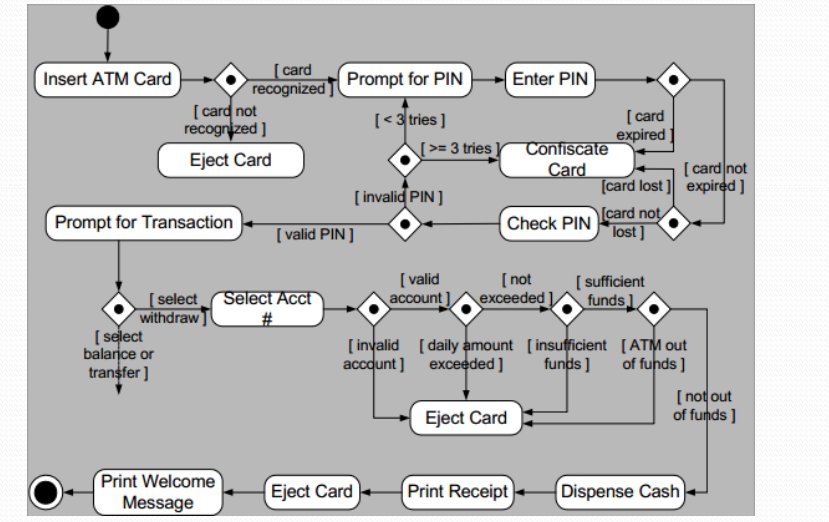 Insert ATM Card
[ card
recognized ]
Prompt for PIN
Enter PIN
[ card not
recognized ]
Eject Card
[ < 3 tries ]
[ >= 3 tries ]
[ card
expired ]
Confiscate
Card
[ card not
expired ]
[card lost ]
[ invalid PIN ]
Prompt for Transaction
[ valid PIN ]
Check PIN
[card not
lost ]
[ select
withdraw ]
Select Acct
#
[ valid
account ]
[ not
exceeded ]
[ sufficient
funds ]
[ select
balance or
transfer ]
[ invalid
account ]
[ daily amount
exceeded ]
[ insufficient
funds ]
[ ATM out
of funds ]
[ not out
of funds ]
Eject Card
Print Welcome
Message
Eject Card
Print Receipt
Dispense Cash